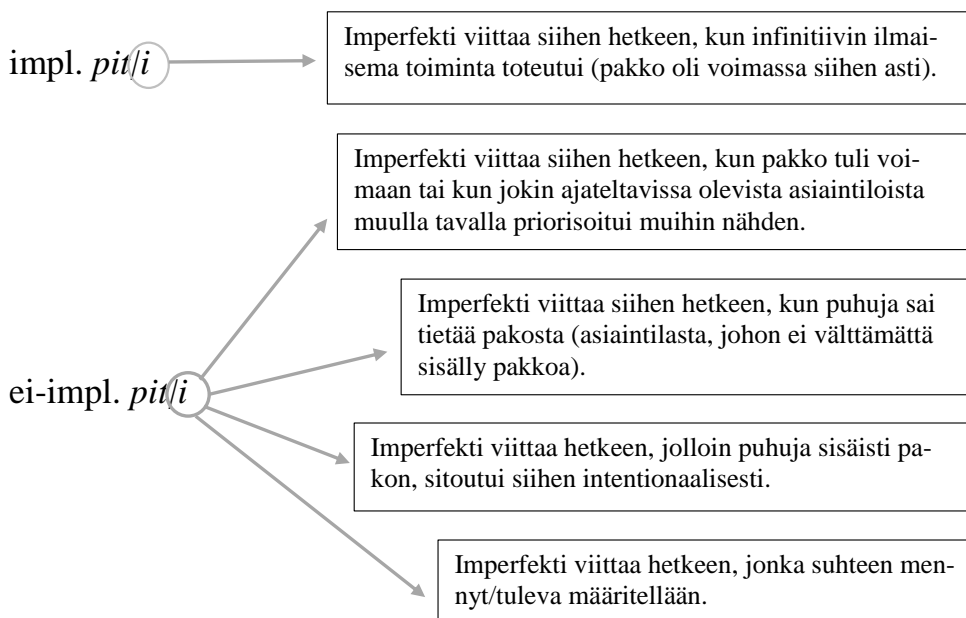 impl. pit/i
Imperfekti viittaa siihen hetkeen, kun infinitiivin ilmai-
sema toiminta toteutui (pakko oli voimassa siihen asti).
Imperfekti viittaa siihen hetkeen, kun pakko tuli voi-
maan tai kun jokin ajateltavissa olevista asiaintiloista
muulla tavalla priorisoitui muihin nähden.
Imperfekti viittaa siihen hetkeen, kun puhuja sai
tietää pakosta (asiaintilasta, johon ei välttämättä
sisälly pakkoa).
ei-impl. pit/i
Imperfekti viittaa hetkeen, jolloin puhuja sisäisti pa-
kon, sitoutui siihen intentionaalisesti.
Imperfekti viittaa hetkeen, jonka suhteen men-
nyt/tuleva määritellään.